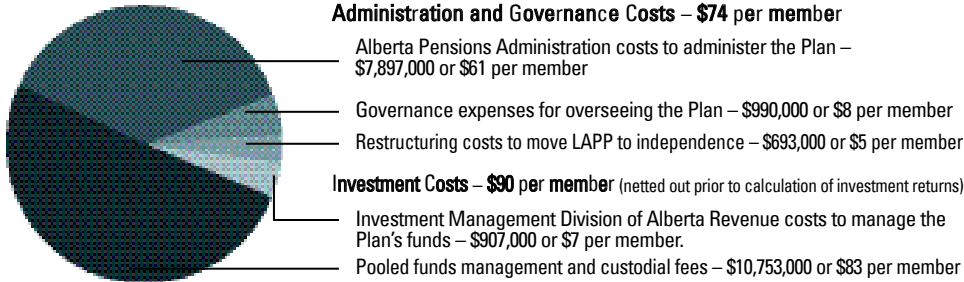 Administration and Governance Costs – $74 per member
Alberta Pensions Administration costs to administer the Plan –
$7,897,000 or $61 per member
Governance expenses for overseeing the Plan – $990,000 or $8 per member
Restructuring costs to move LAPP to independence – $693,000 or $5 per member
Investment Costs – $90 per member (netted out prior to calculation of investment returns)
Investment Management Division of Alberta Revenue costs to manage the
Plan's funds – $907,000 or $7 per member.
Pooled funds management and custodial fees – $10,753,000 or $83 per member